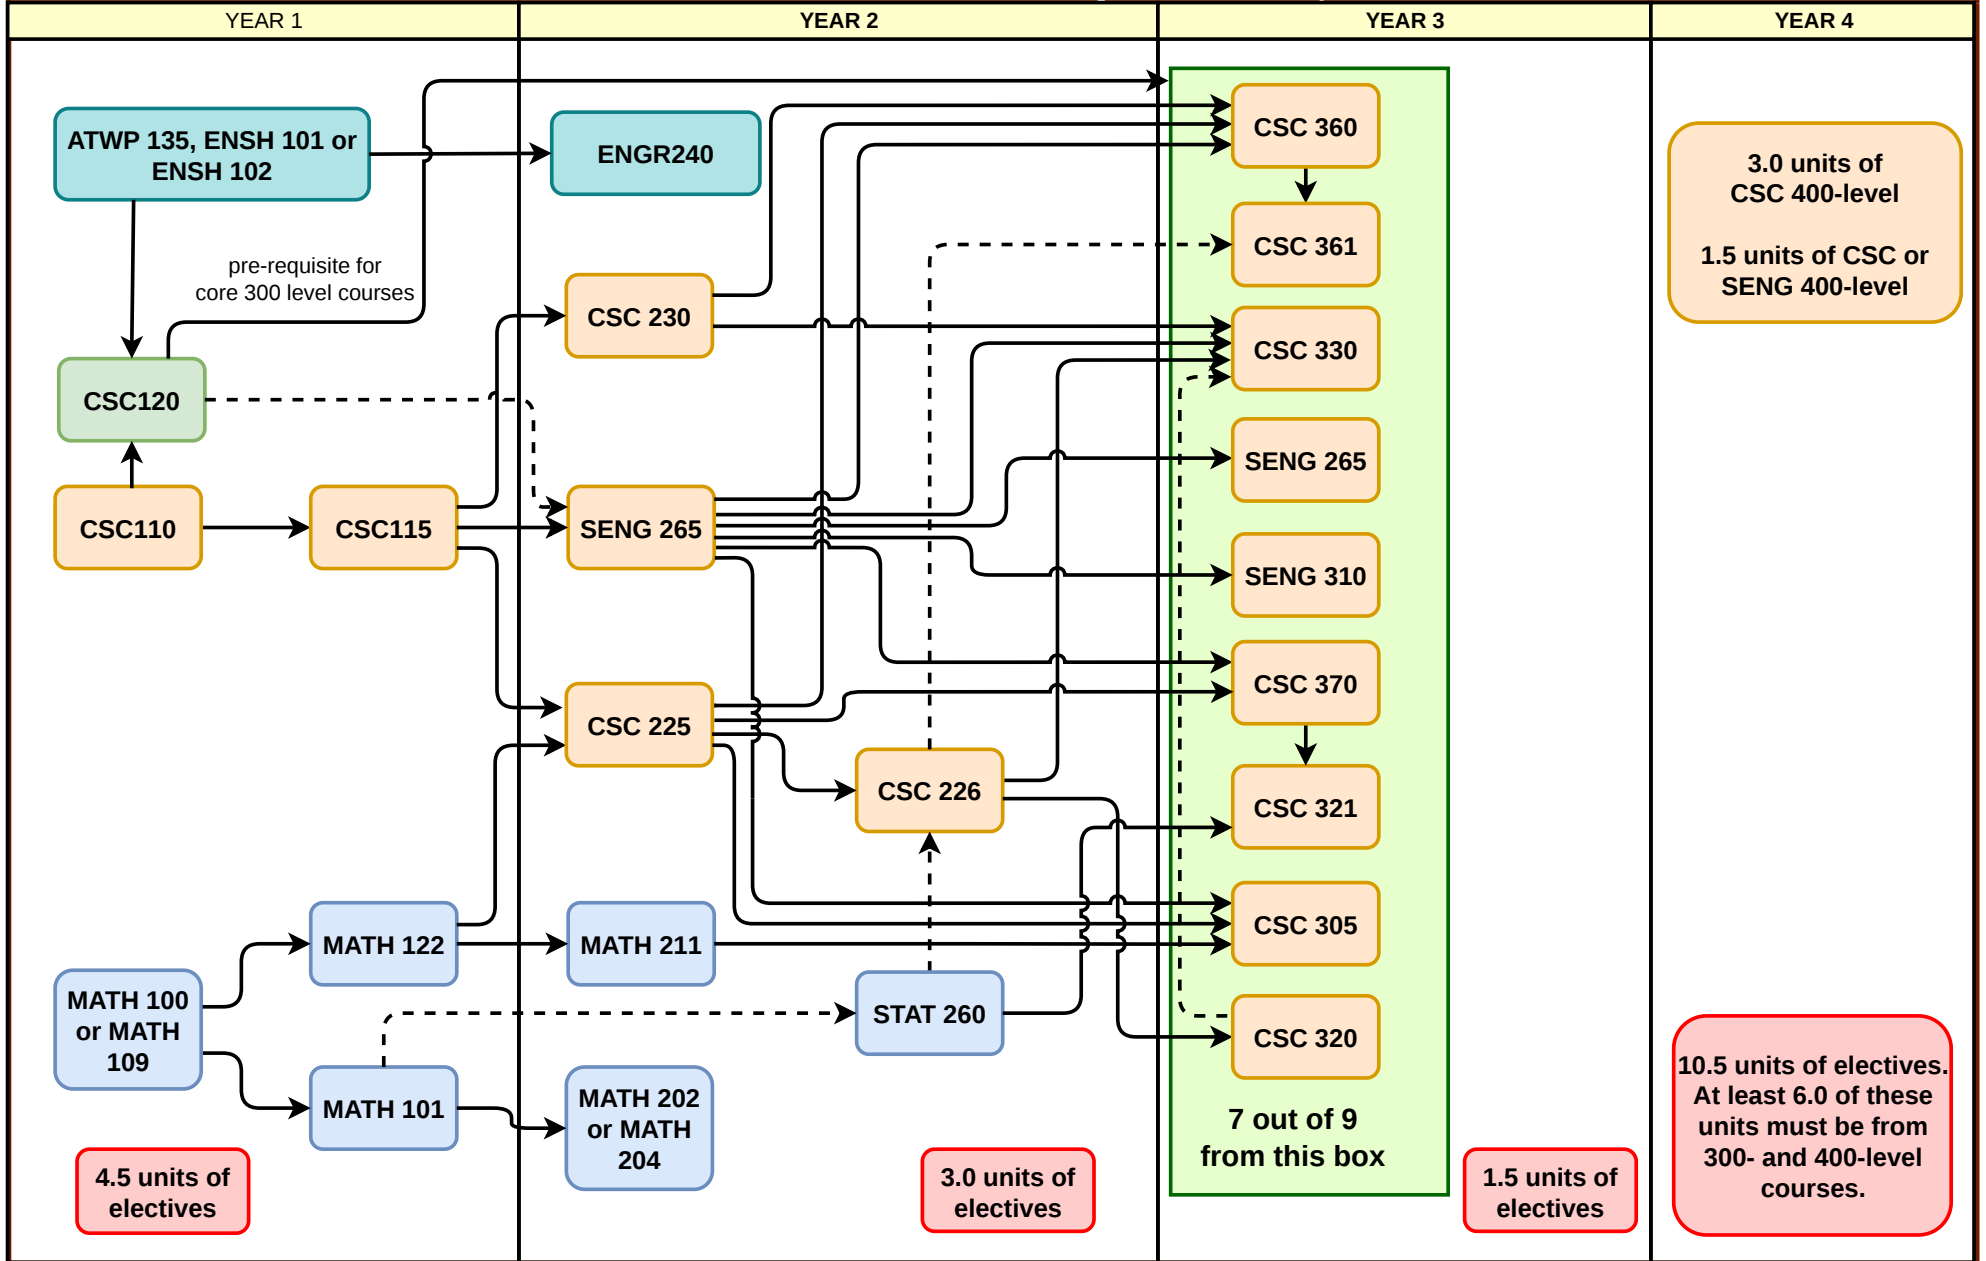 YEAR 1
YEAR 2
YEAR 3
YEAR 4
ATWP 135, ENSH 101 or
ENSH 102
ENGR240
pre-requisite for
core 300 level courses
CSC120
CSC110
CSC115
CSC 230
SENG 265
CSC 225
CSC 226
MATH 122
MATH 211
MATH 100
or MATH
109
MATH 101
STAT 260
MATH 202
or MATH
204
4.5 units of
electives
3.0 units of
electives
CSC 360
CSC 361
CSC 330
SENG 265
SENG 310
CSC 370
CSC 321
CSC 305
CSC 320
7 out of 9
from this box
1.5 units of
electives
3.0 units of
CSC 400-level
1.5 units of CSC or
SENG 400-level
10.5 units of electives.
At least 6.0 of these
units must be from
300- and 400-level
courses.